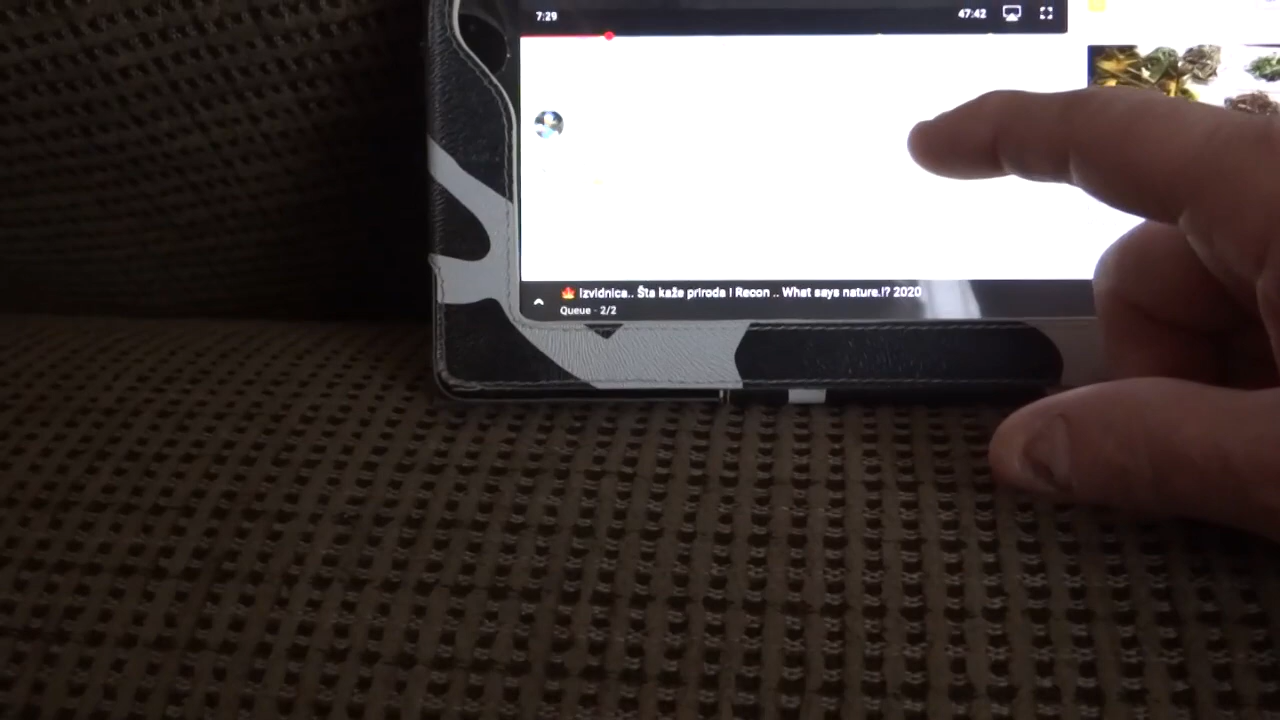 7:29
47:42
🍁 Izvidnica.. Šta kaže priroda ! Recon .. What says nature.!? 2020
Queue - 2/2